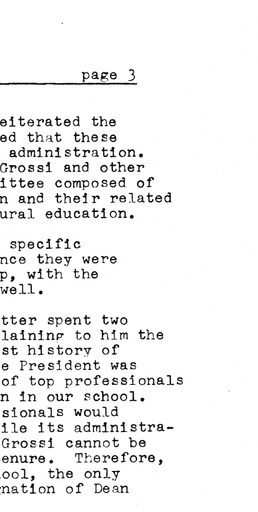 page 3
eiterated the
ed that these
administration.
Grossi and other
ittee composed of
n and their related
ural education.
specific
nce they were
p, with the
well.
tter spent two
laining to him the
st history of
e President was
of top professionals
n in our school.
sionals would
ile its administra-
Grossi cannot be
enure. Therefore,
ool, the only
gnation of Dean